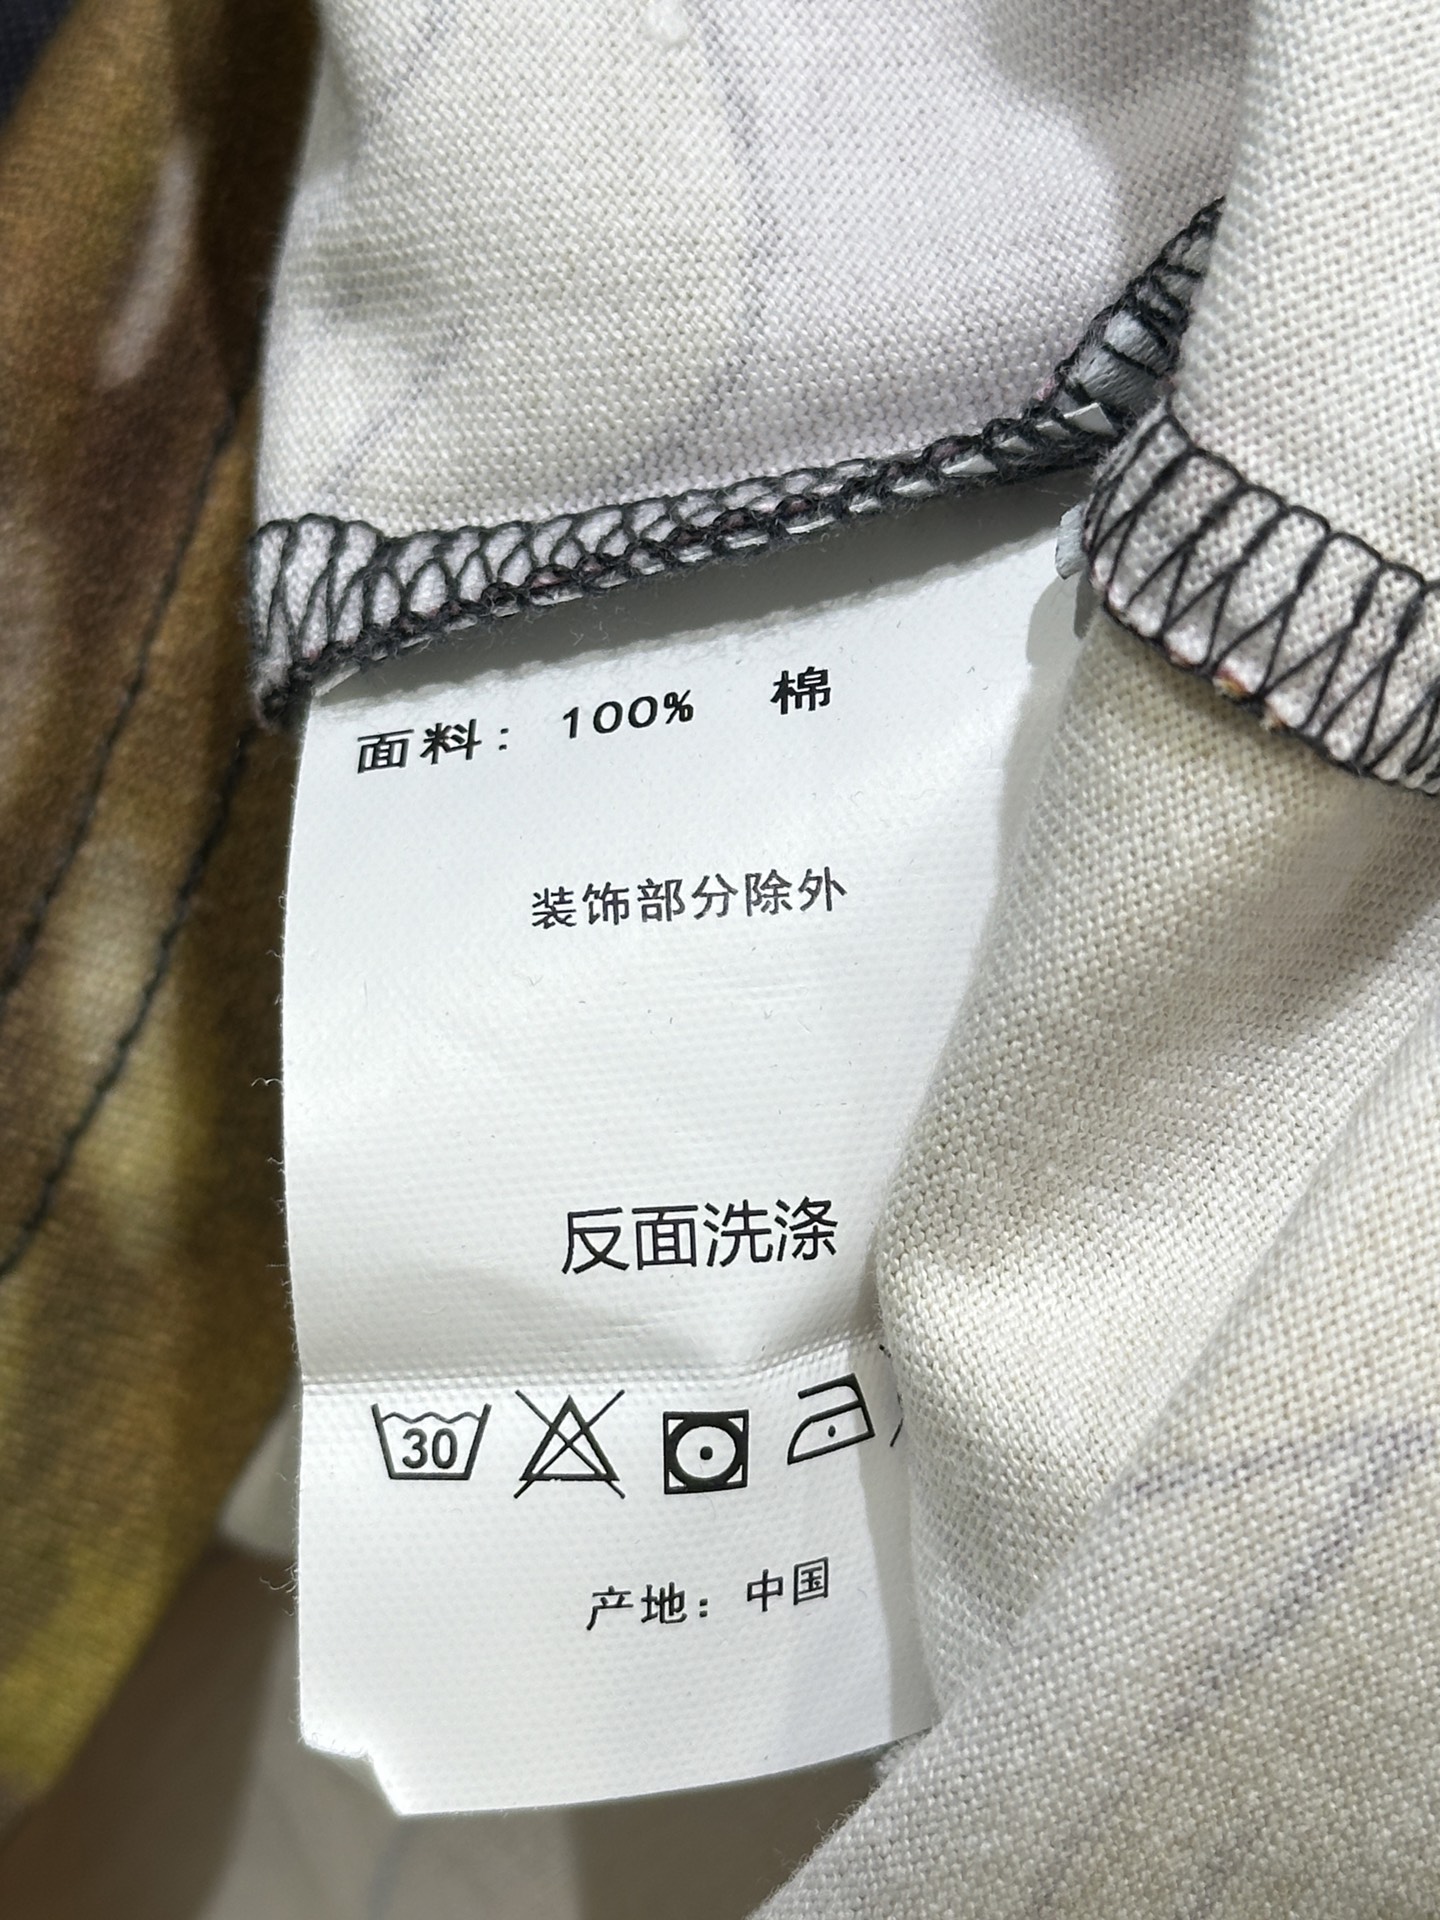 面料： 100% 棉
装饰部分除外
反面洗涤
30
产地：中国